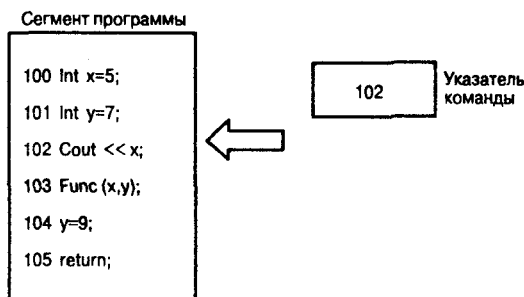 Сегмент программы
100 Int x=5;
101 Int y=7;
102 Cout << x;
103 Func (x,y);
104 y=9;
105 return;
102
Указатель
команды